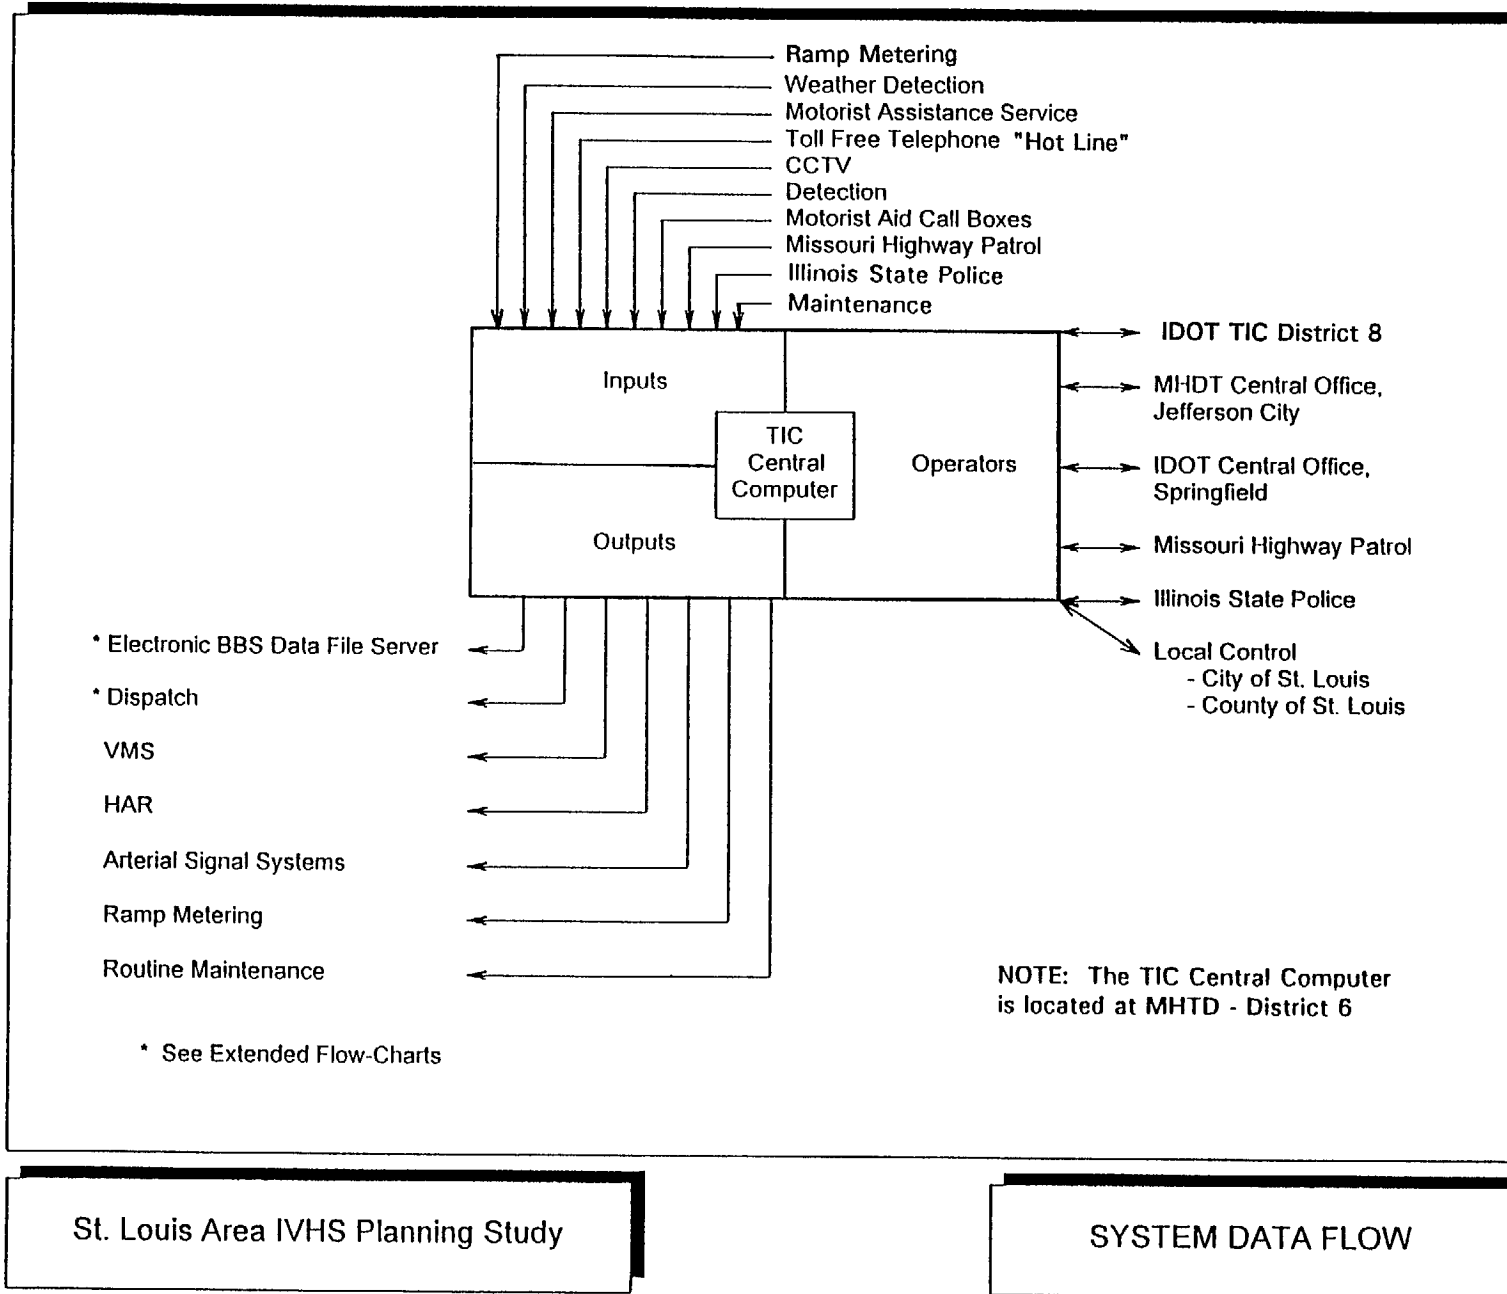 Ramp Metering
Weather Detection
Motorist Assistance Service
Toll Free Telephone "Hot Line"
CCTV
Detection
Motorist Aid Call Boxes
Missouri Highway Patrol
Illinois State Police
Maintenance
Inputs
TIC
Central
Computer
Operators
Outputs
IDOT TIC District 8
MHDT Central Office,
Jefferson City
IDOT Central Office,
Springfield
Missouri Highway Patrol
Illinois State Police
Local Control
- City of St. Louis
- County of St. Louis
* Electronic BBS Data File Server
* Dispatch
VMS
HAR
Arterial Signal Systems
Ramp Metering
Routine Maintenance
* See Extended Flow-Charts
NOTE: The TIC Central Computer
is located at MHTD - District 6
St. Louis Area IVHS Planning Study
SYSTEM DATA FLOW